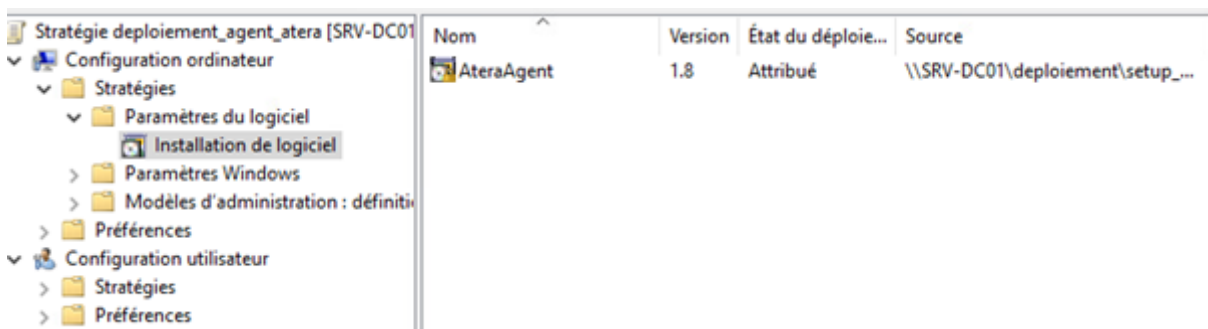 Stratégie deploiement_agent_atera [SRV-DC01
Configuration ordinateur
Stratégies
Paramètres du logiciel
Installation de logiciel
Paramètres Windows
Modèles d'administration : définiti
Préférences
Configuration utilisateur
Stratégies
Préférences
Nom Version État du déploie... Source
AteraAgent 1.8 Attribué \\SRV-DC01\deploiement\setup_...